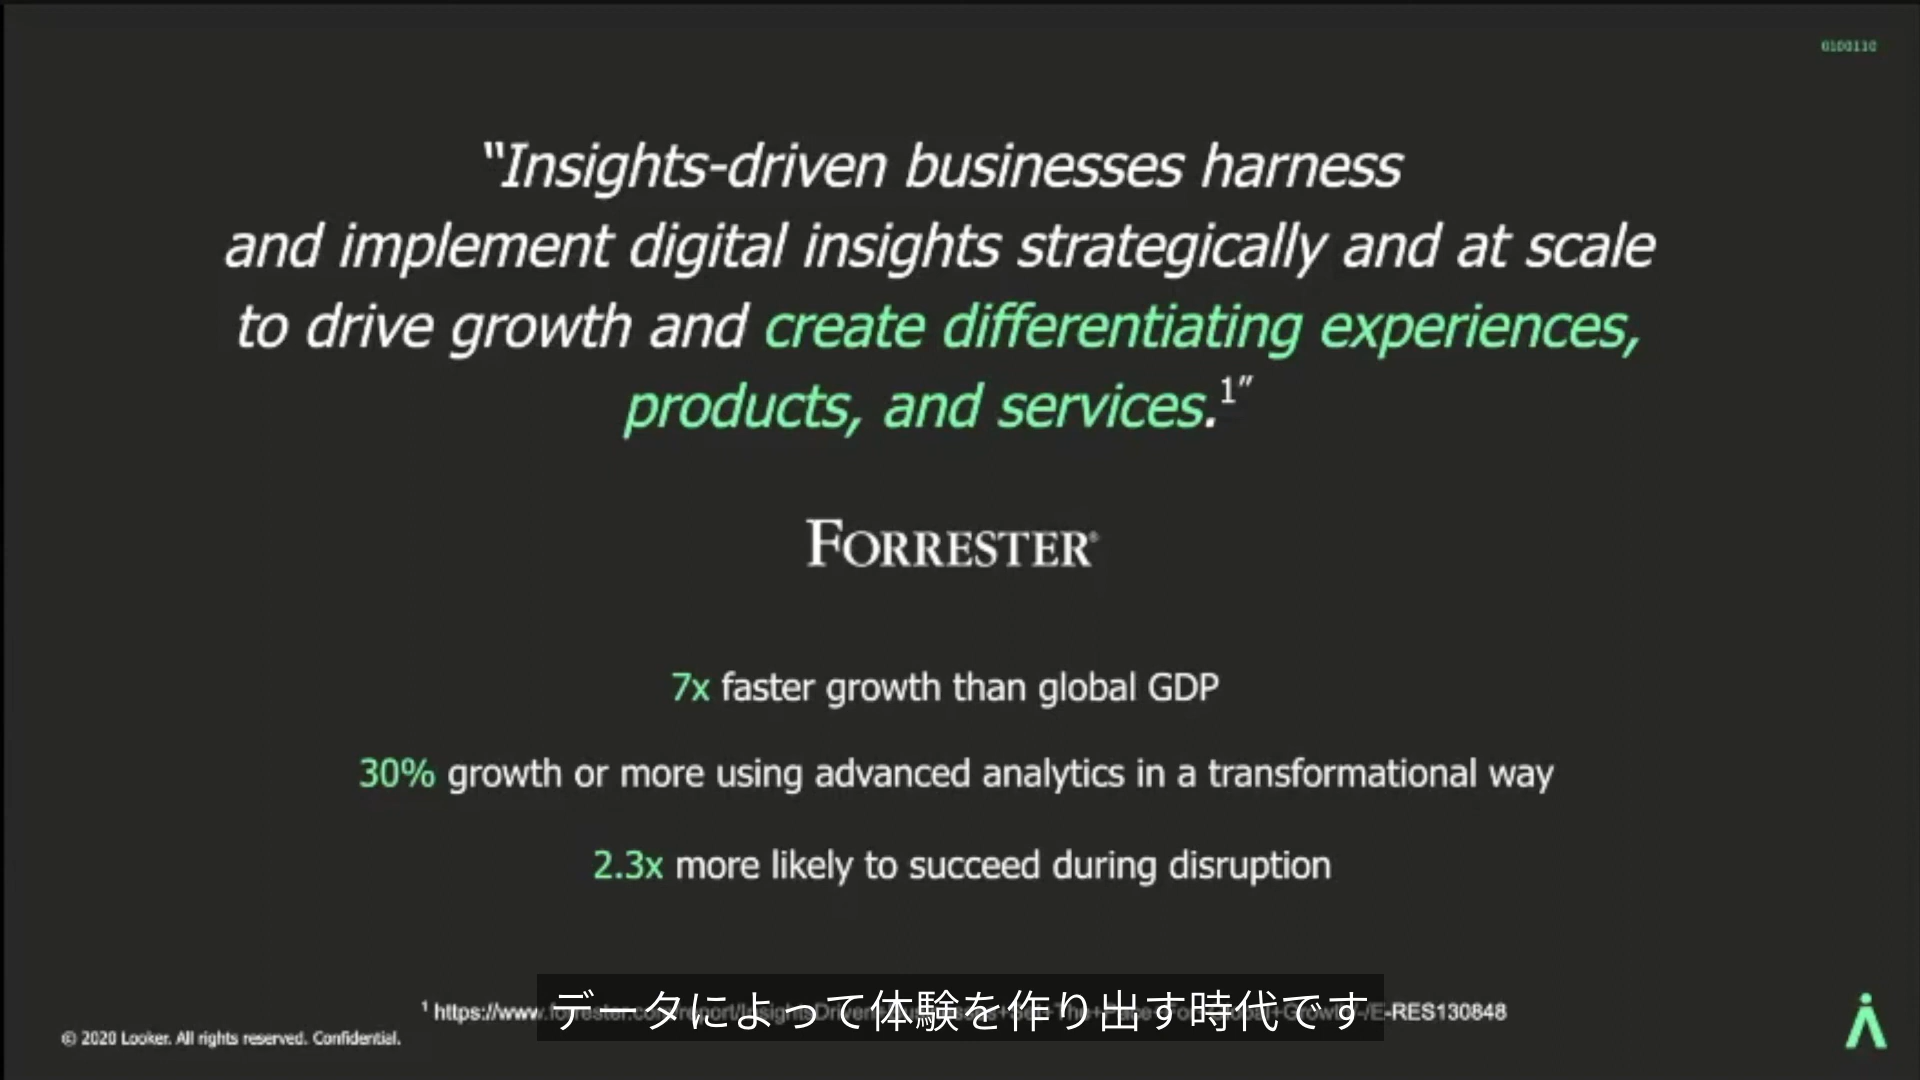 0100110
“Insights-driven businesses harness
and implement digital insights strategically and at scale
to drive growth and create differentiating experiences,
products, and services.1”
FORRESTER®
7x faster growth than global GDP
30% growth or more using advanced analytics in a transformational way
2.3x more likely to succeed during disruption
1 https://www.forrester.com/report/ /E-RES130848
データによって体験を作り出す時代です
© 2020 Looker. All rights reserved. Confidential.